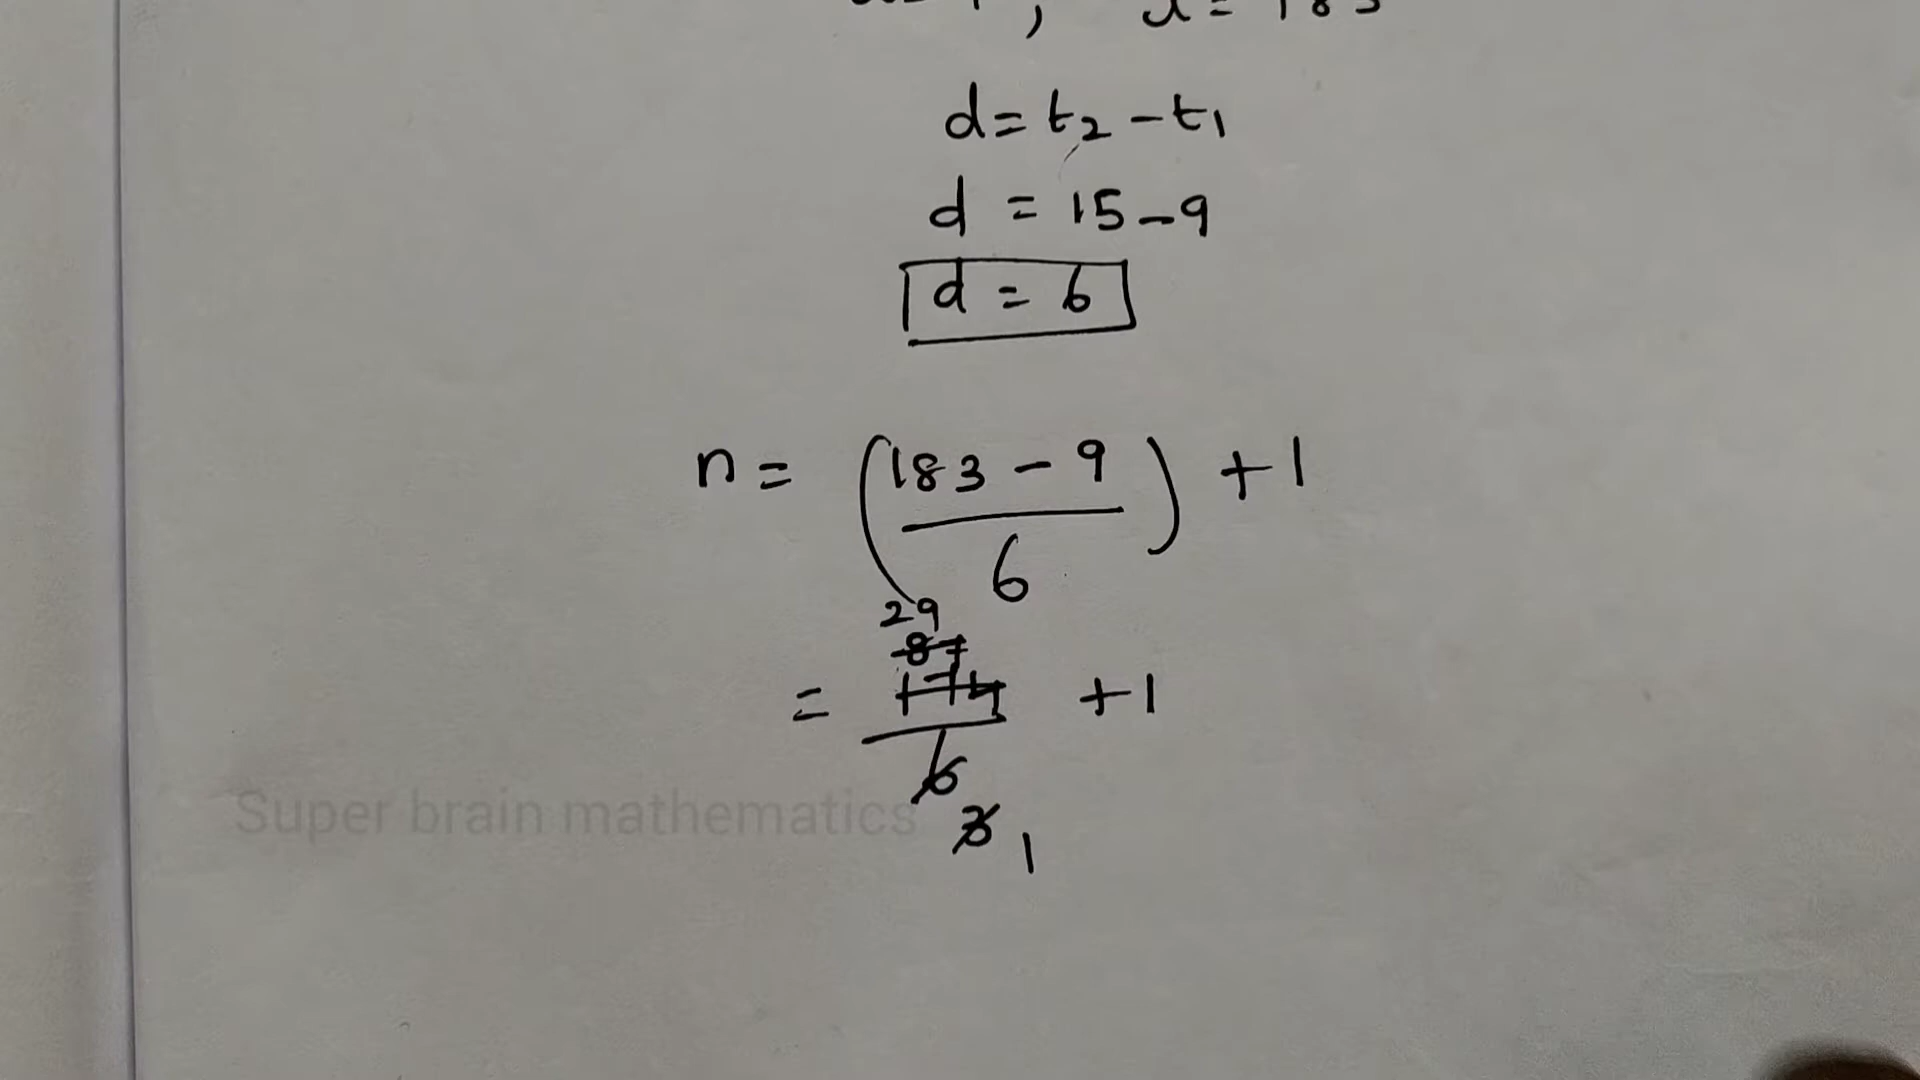 d = t₂ - t₁
d = 15 - 9
d = 6
n = (183 - 9 / 6) + 1
29
87
= 174 / 6 + 1
3 1
Super brain mathematics